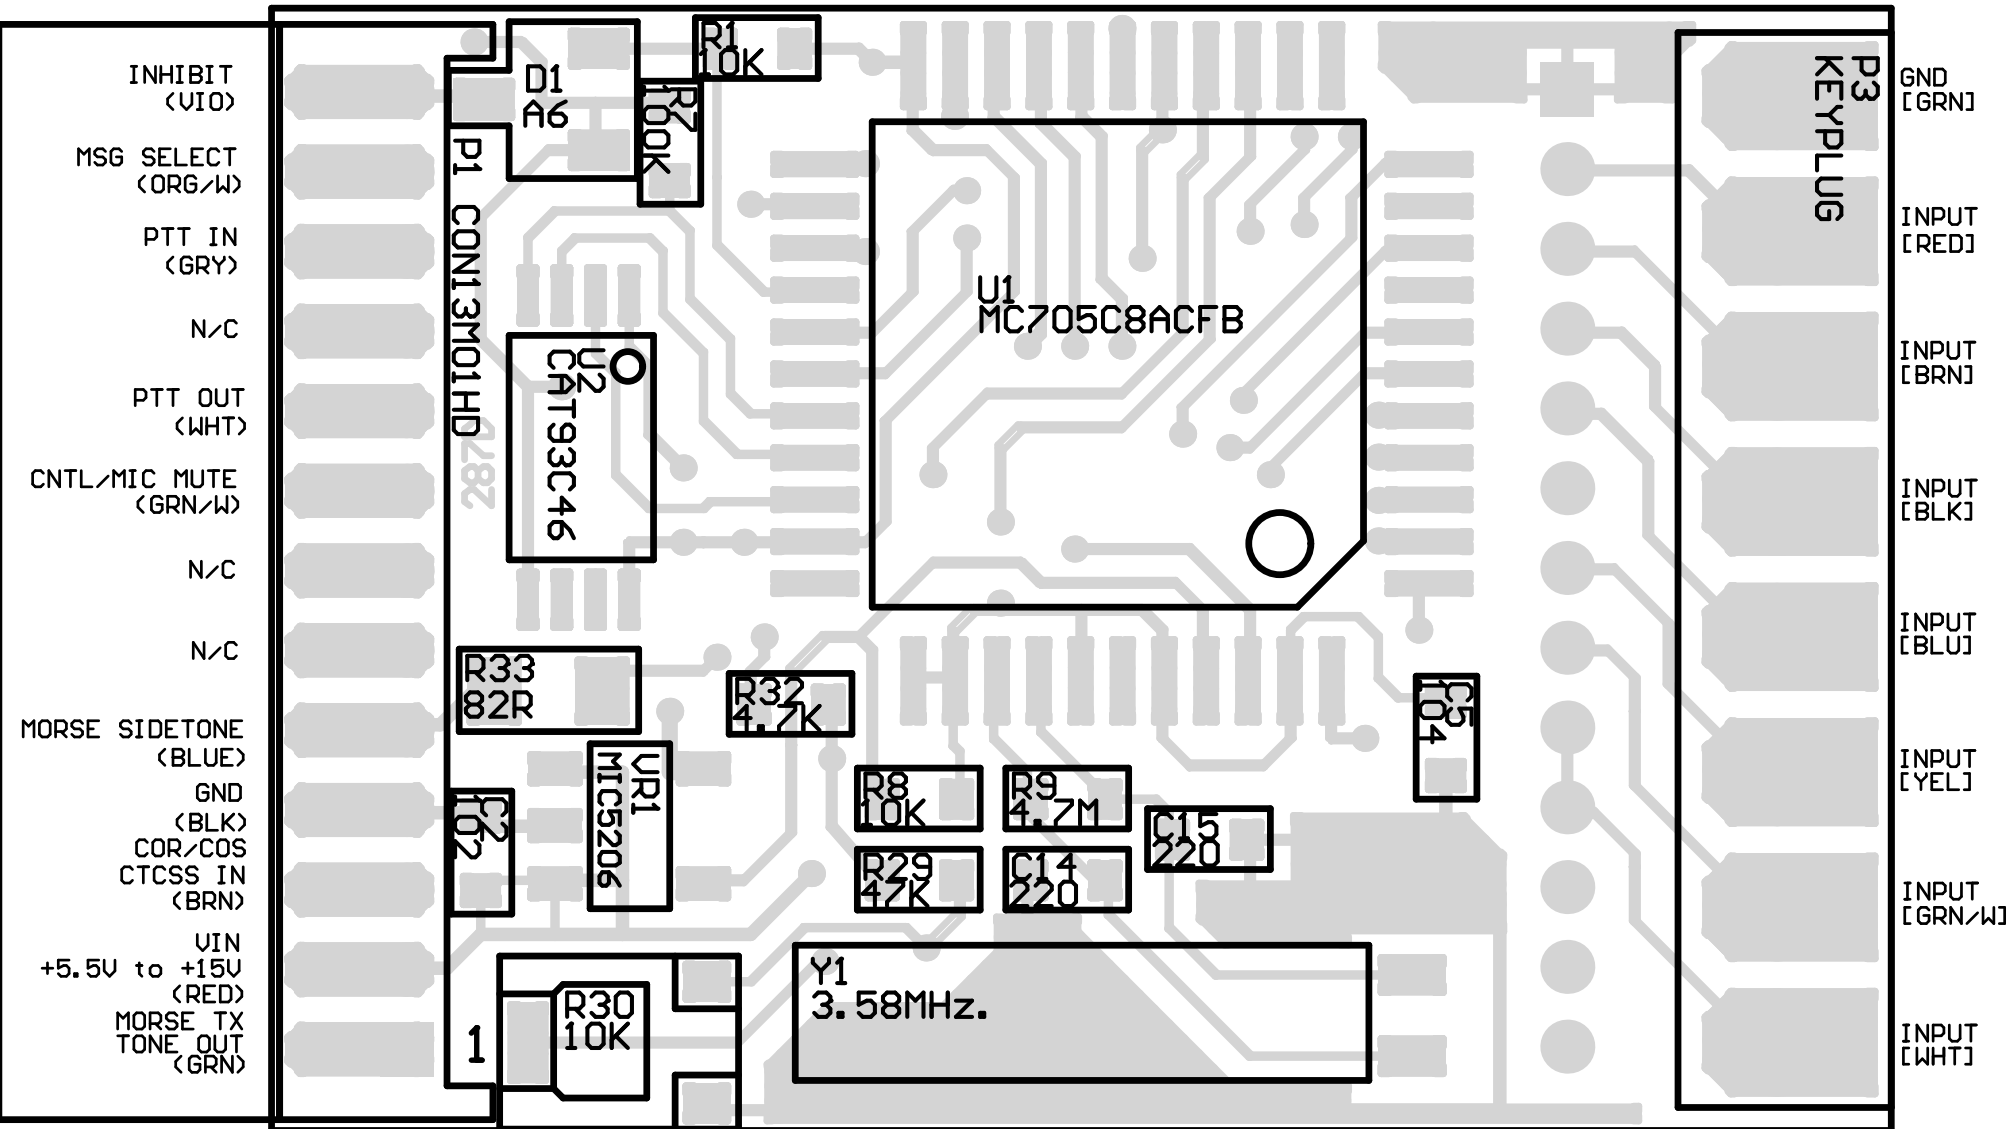 INHIBIT
(VIO)
MSG SELECT
(ORG/W)
PTT IN
(GRY)
N/C
PTT OUT
(WHT)
CNTL/MIC MUTE
(GRN/W)
N/C
N/C
MORSE SIDETONE
(BLUE)
GND
(BLK)
COR/COS
CTCSS IN
(BRN)
VIN
+5.5V to +15V
(RED)
MORSE TX
TONE OUT
(GRN)
P1 CON13M01HD
1
D1
A6
R1
10K
R7
100K
U2
CAT93C46
U1
MC705C8ACFB
R33
82R
R32
4.7K
VR1
MIC5206
C2
102
R8
10K
R9
4.7M
R29
47K
C14
220
C15
220
C5
104
R30
10K
Y1
3.58MHz.
P3
KEYPLUG
GND
[GRN]
INPUT
[RED]
INPUT
[BRN]
INPUT
[BLK]
INPUT
[BLU]
INPUT
[YEL]
INPUT
[GRN/W]
INPUT
[WHT]